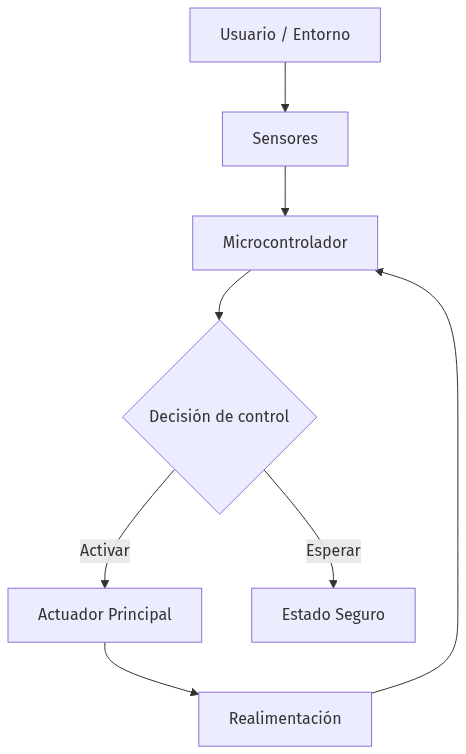 Usuario / Entorno
Sensores
Microcontrolador
Decisión de control
Activar
Esperar
Actuador Principal
Estado Seguro
Realimentación